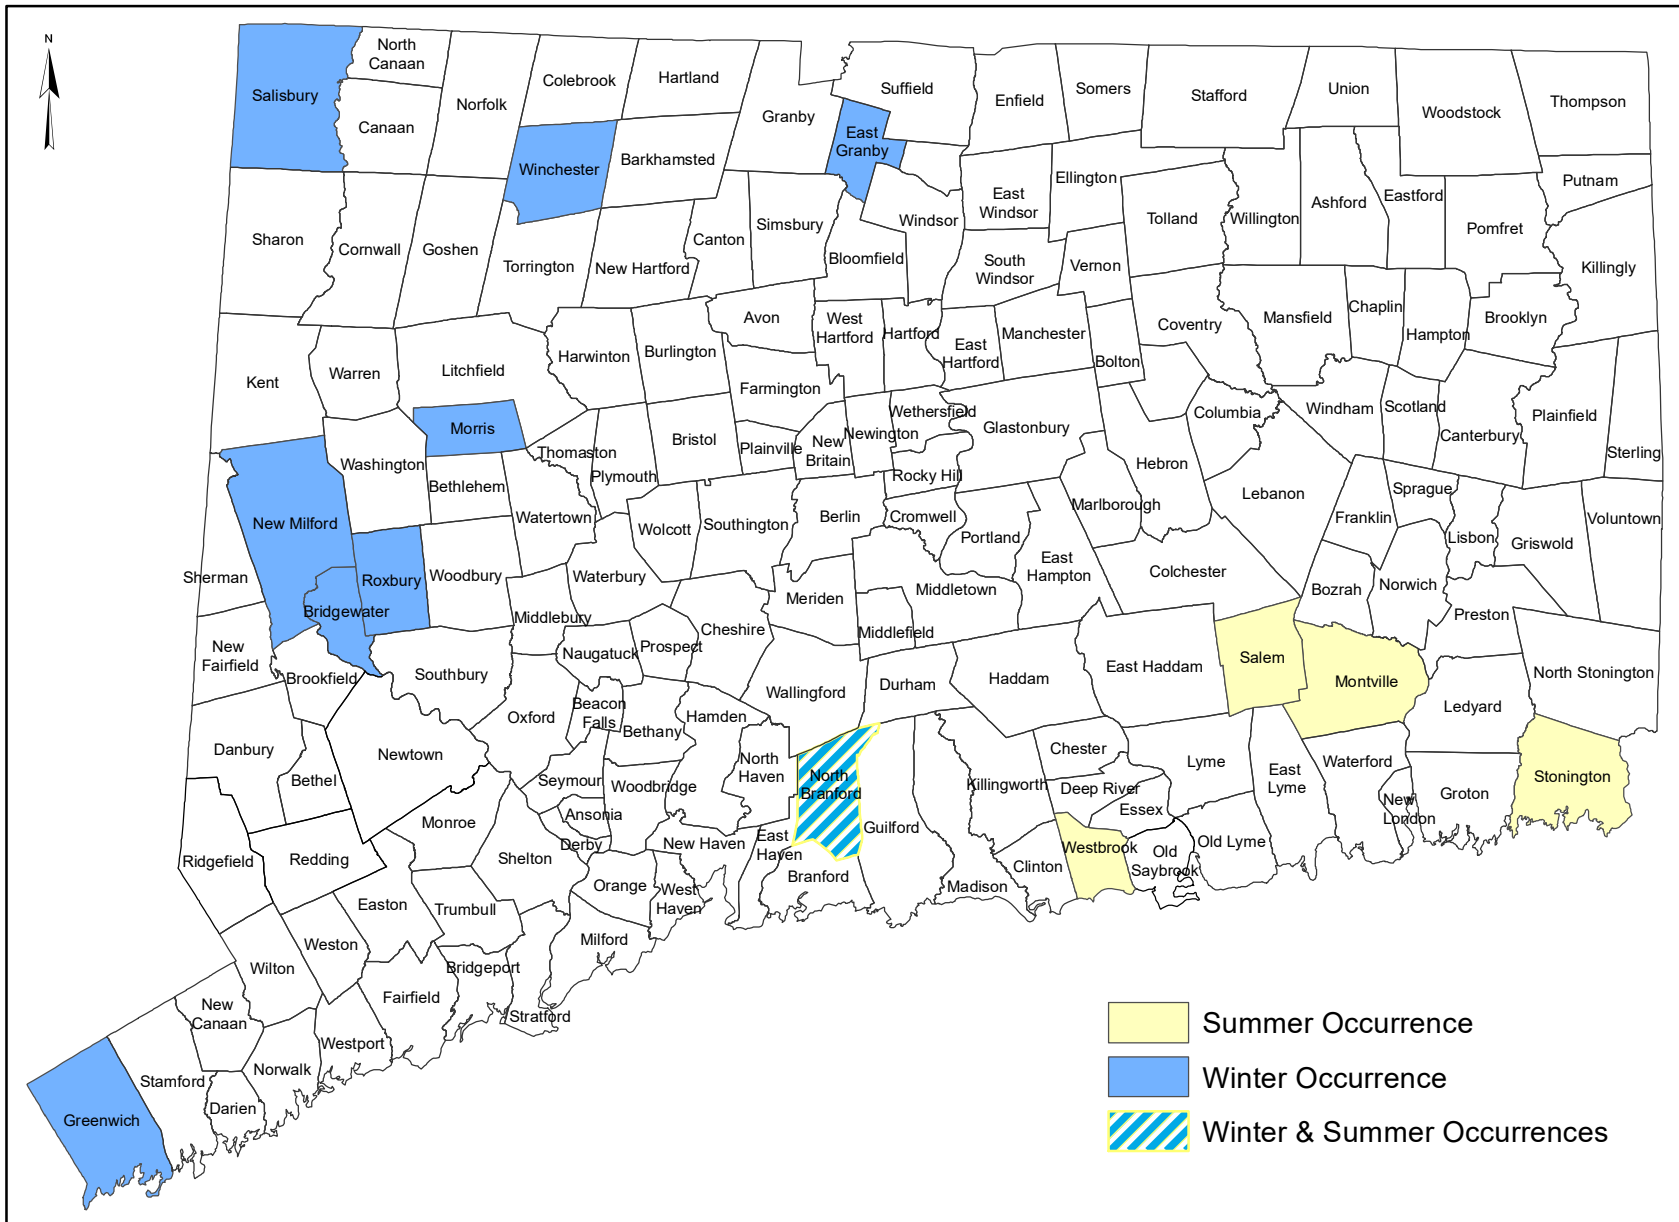 N
North
Canaan
Colebrook
Hartland
Suffield
Enfield
Somers
Stafford
Union
Woodstock
Thompson
Salisbury
Canaan
Norfolk
Granby
East
Granby
Winchester
Barkhamsted
Simsbury
Windsor
East
Windsor
Ellington
Tolland
Willington
Ashford
Eastford
Pomfret
Putnam
Killingly
Sharon
Cornwall
Goshen
Torrington
New Hartford
Canton
Bloomfield
South
Windsor
Vernon
Coventry
Mansfield
Chaplin
Hampton
Brooklyn
Kent
Warren
Litchfield
Harwinton
Burlington
Avon
West
Hartford
Hartford
East
Hartford
Manchester
Bolton
Farmington
Morris
Washington
Bethlehem
Thomaston
Plymouth
Bristol
Plainville
New
Britain
Newington
Wethersfield
Rocky Hill
Glastonbury
Hebron
Columbia
Windham
Scotland
Canterbury
Plainfield
Sterling
New Milford
Watertown
Wolcott
Southington
Berlin
Cromwell
Portland
Marlborough
Lebanon
Franklin
Sprague
Lisbon
Griswold
Voluntown
Sherman
Bridgewater
Roxbury
Woodbury
Middlebury
Waterbury
Meriden
Middletown
East
Hampton
Colchester
Bozrah
Norwich
Preston
New
Fairfield
Brookfield
Southbury
Naugatuck
Prospect
Cheshire
Middlefield
Wallingford
Durham
Haddam
East Haddam
Salem
Montville
Ledyard
North Stonington
Danbury
Bethel
Newtown
Oxford
Beacon
Falls
Bethany
Hamden
North
Haven
North
Branford
Guilford
Killingworth
Chester
Deep River
Essex
Lyme
East
Lyme
Waterford
New
London
Groton
Stonington
Seymour
Woodbridge
Ansonia
Derby
Monroe
Shelton
New Haven
East
Haven
Branford
Madison
Clinton
Westbrook
Old
Saybrook
Old Lyme
Ridgefield
Redding
Easton
Trumbull
Orange
West
Haven
Milford
Weston
Wilton
Bridgeport
Fairfield
Stratford
New
Canaan
Westport
Norwalk
Stamford
Darien
Greenwich
Summer Occurrence
Winter Occurrence
Winter & Summer Occurrences